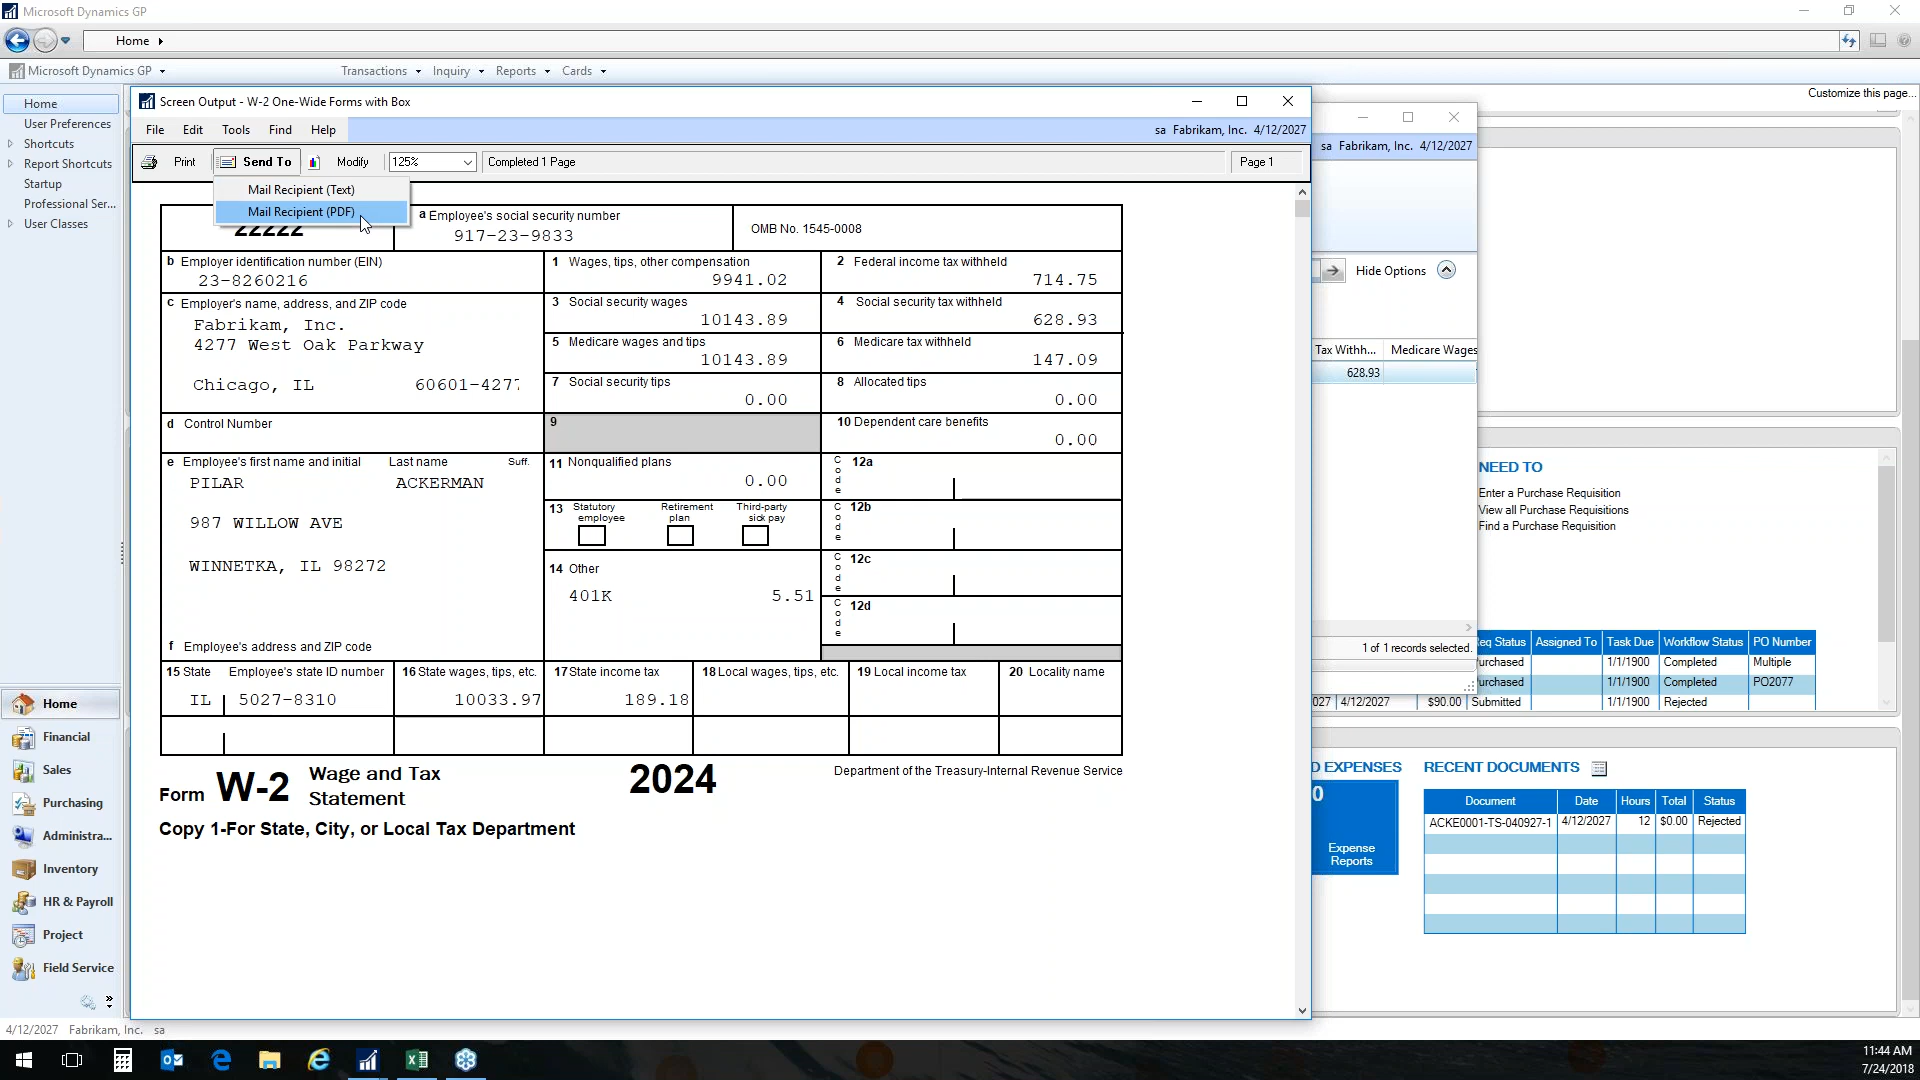 Microsoft Dynamics GP
Home
Microsoft Dynamics GP
Transactions
Inquiry
Reports
Cards
Customize this page...
Home
User Preferences
Shortcuts
Report Shortcuts
Startup
Professional Ser...
User Classes
Screen Output - W-2 One-Wide Forms with Box
File Edit Tools Find Help
sa Fabrikam, Inc. 4/12/2027
Print Send To Modify 125% Completed 1 Page Page 1
Mail Recipient (Text)
Mail Recipient (PDF)
22222
a Employee's social security number
917-23-9833
OMB No. 1545-0008
b Employer identification number (EIN)
23-8260216
1 Wages, tips, other compensation
9941.02
2 Federal income tax withheld
714.75
c Employer's name, address, and ZIP code
Fabrikam, Inc.
4277 West Oak Parkway
Chicago, IL 60601-4277
3 Social security wages
10143.89
4 Social security tax withheld
628.93
5 Medicare wages and tips
10143.89
6 Medicare tax withheld
147.09
7 Social security tips
0.00
8 Allocated tips
0.00
d Control Number
9
10 Dependent care benefits
0.00
e Employee's first name and initial Last name Suff.
PILAR ACKERMAN
987 WILLOW AVE
WINNETKA, IL 98272
f Employee's address and ZIP code
11 Nonqualified plans
0.00
Code
12a
13 Statutory employee
Retirement plan
Third-party sick pay
Code
12b
14 Other
401K 5.51
Code
12c
Code
12d
15 State Employee's state ID number
IL 5027-8310
16 State wages, tips, etc.
10033.97
17 State income tax
189.18
18 Local wages, tips, etc.
19 Local income tax
20 Locality name
Form W-2 Wage and Tax
Statement
2024
Department of the Treasury-Internal Revenue Service
Copy 1-For State, City, or Local Tax Department
sa Fabrikam, Inc. 4/12/2027
Hide Options
Tax Withh... Medicare Wages
628.93
1 of 1 records selected.
NEED TO
Enter a Purchase Requisition
View all Purchase Requisitions
Find a Purchase Requisition
Req Status Assigned To Task Due Workflow Status PO Number
urchased 1/1/1900 Completed Multiple
urchased 1/1/1900 Completed PO2077
027 4/12/2027 $90.00 Submitted 1/1/1900 Rejected
D EXPENSES
0
Expense
Reports
RECENT DOCUMENTS
Document Date Hours Total Status
ACKE0001-TS-040927-1 4/12/2027 12 $0.00 Rejected
Home
Financial
Sales
Purchasing
Administra...
Inventory
HR & Payroll
Project
Field Service
4/12/2027 Fabrikam, Inc. sa
11:44 AM
7/24/2018